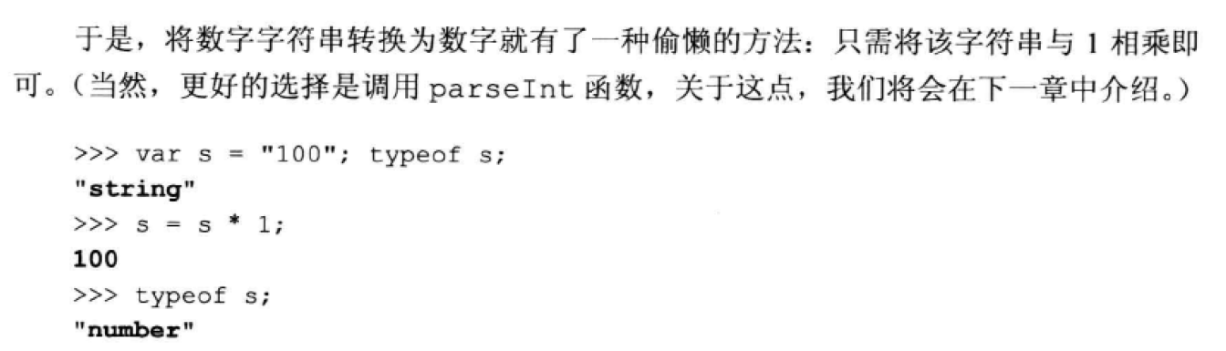 于是，将数字字符串转换为数字就有了一种偷懒的方法：只需将该字符串与 1 相乘即
可。（当然，更好的选择是调用 parseInt 函数，关于这点，我们将会在下一章中介绍。）
>>> var s = "100"; typeof s;
"string"
>>> s = s * 1;
100
>>> typeof s;
"number"